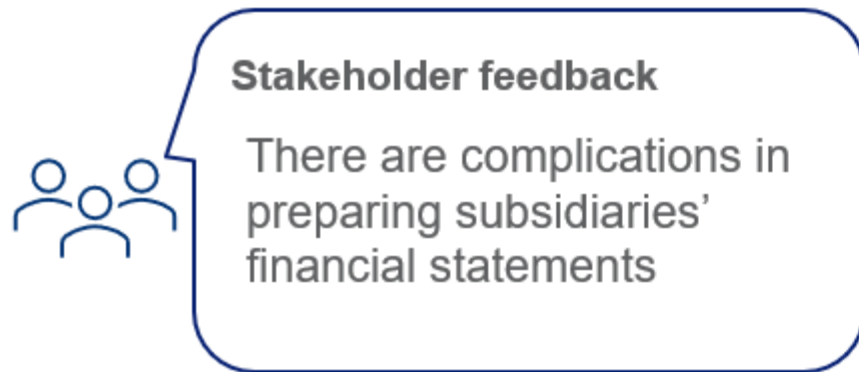 Stakeholder feedback
There are complications in
preparing subsidiaries’
financial statements